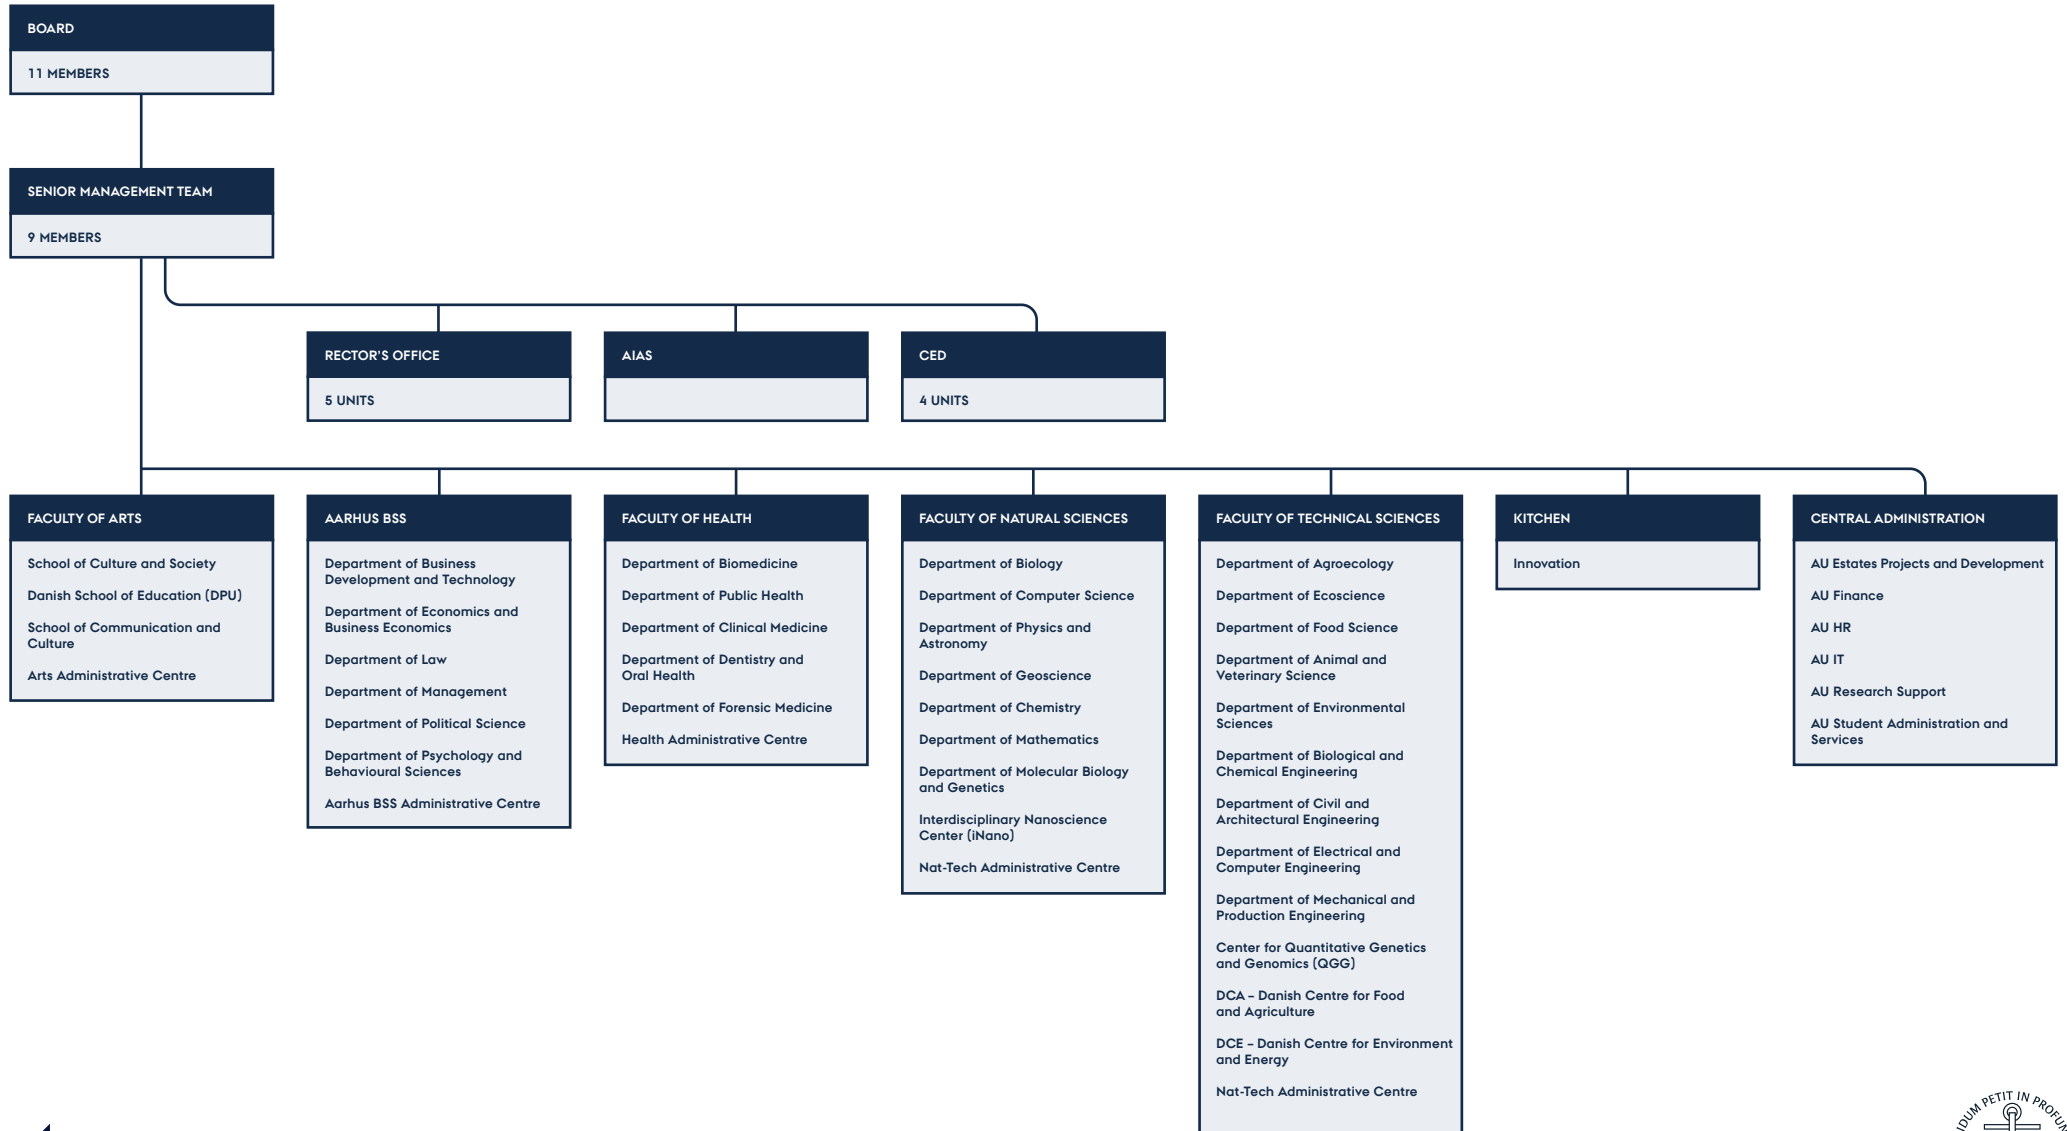 BOARD
11 MEMBERS
SENIOR MANAGEMENT TEAM
9 MEMBERS
RECTOR'S OFFICE
5 UNITS
AIAS
CED
4 UNITS
FACULTY OF ARTS
School of Culture and Society
Danish School of Education (DPU)
School of Communication and
Culture
Arts Administrative Centre
AARHUS BSS
Department of Business
Development and Technology
Department of Economics and
Business Economics
Department of Law
Department of Management
Department of Political Science
Department of Psychology and
Behavioural Sciences
Aarhus BSS Administrative Centre
FACULTY OF HEALTH
Department of Biomedicine
Department of Public Health
Department of Clinical Medicine
Department of Dentistry and
Oral Health
Department of Forensic Medicine
Health Administrative Centre
FACULTY OF NATURAL SCIENCES
Department of Biology
Department of Computer Science
Department of Physics and
Astronomy
Department of Geoscience
Department of Chemistry
Department of Mathematics
Department of Molecular Biology
and Genetics
Interdisciplinary Nanoscience
Center (iNano)
Nat-Tech Administrative Centre
FACULTY OF TECHNICAL SCIENCES
Department of Agroecology
Department of Ecoscience
Department of Food Science
Department of Animal and
Veterinary Science
Department of Environmental
Sciences
Department of Biological and
Chemical Engineering
Department of Civil and
Architectural Engineering
Department of Electrical and
Computer Engineering
Department of Mechanical and
Production Engineering
Center for Quantitative Genetics
and Genomics (QGG)
DCA – Danish Centre for Food
and Agriculture
DCE – Danish Centre for Environment
and Energy
Nat-Tech Administrative Centre
KITCHEN
Innovation
CENTRAL ADMINISTRATION
AU Estates Projects and Development
AU Finance
AU HR
AU IT
AU Research Support
AU Student Administration and
Services
PETIT IN